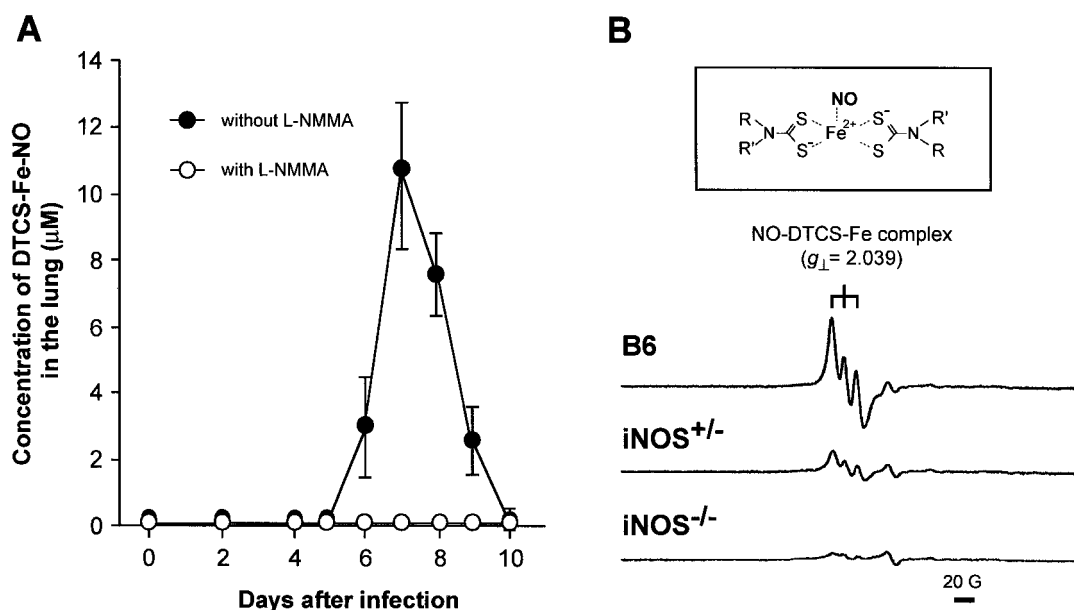 A
Concentration of DTCS-Fe-NO
in the lung (μM)
14
12
10
8
6
4
2
0
without L-NMMA
with L-NMMA
0 2 4 6 8 10
Days after infection
B
NO
R S S⁻ R'
N Fe²⁺ N
R' S⁻ S R
NO-DTCS-Fe complex
(g⊥= 2.039)
B6
iNOS+/-
iNOS-/-
20 G